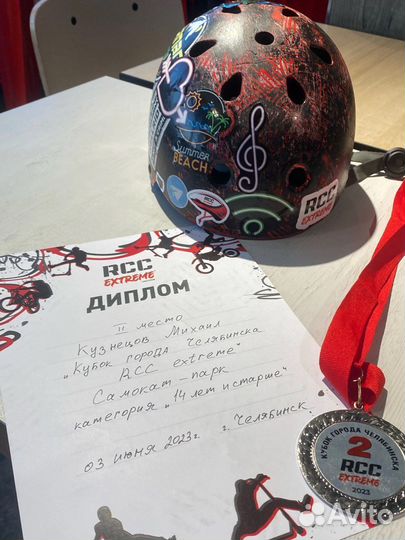 Summer
BEACH
RCC
EXTREME
RCC
EXTREME
ДИПЛОМ
II место
Кузнецов Михаил
"Кубок города Челябинска
RCC extreme"
Самокат-парк
категория "14 лет и старше"
03 июня 2023г г. Челябинск.
КУБОК ГОРОДА ЧЕЛЯБИНСКА
2
RCC
EXTREME
2023
Avito